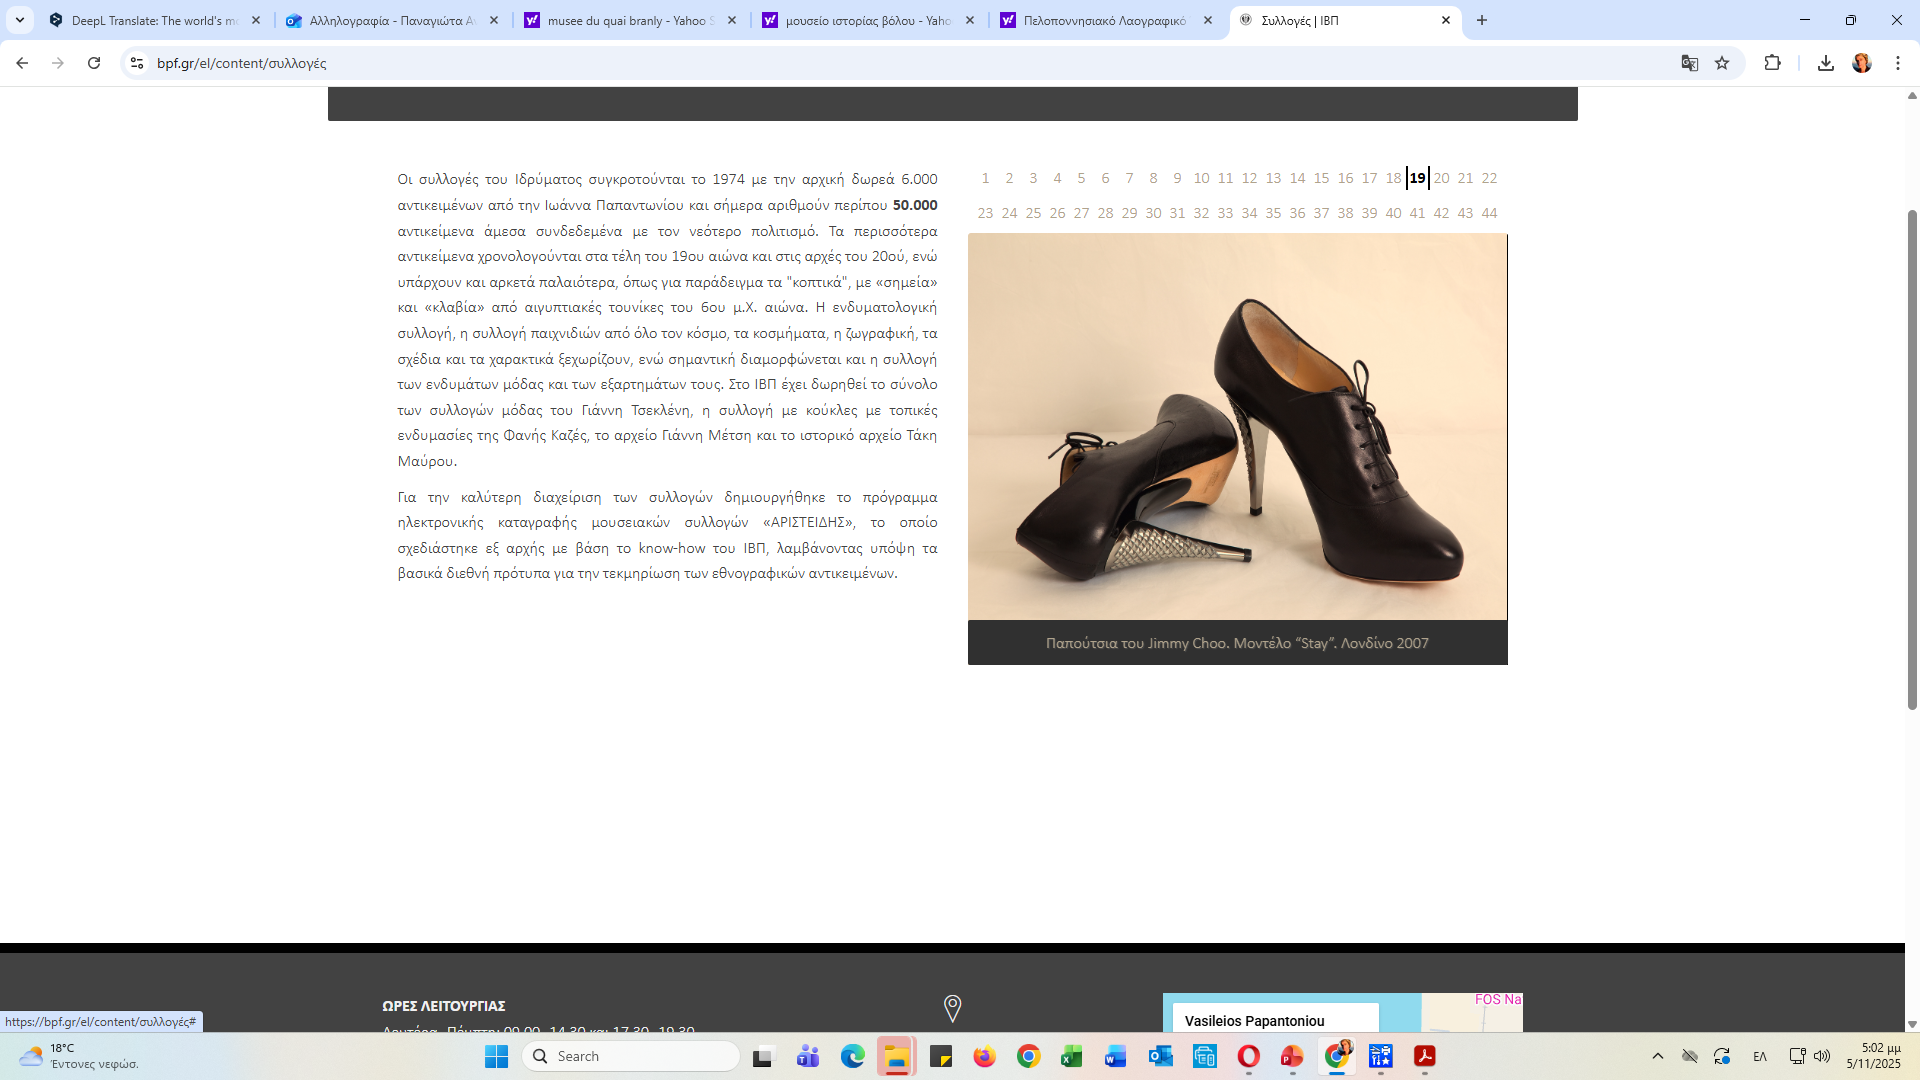 DeepL Translate: The world's mo
Αλληλογραφία - Παναγιώτα Αν
musee du quai branly - Yahoo S
μουσείο ιστορίας βόλου - Yaho
Πελοποννησιακό Λαογραφικό
Συλλογές | ΙΒΠ
bpf.gr/el/content/συλλογές
Οι συλλογές του Ιδρύματος συγκροτούνται το 1974 με την αρχική δωρεά 6.000
αντικειμένων από την Ιωάννα Παπαντωνίου και σήμερα αριθμούν περίπου 50.000
αντικείμενα άμεσα συνδεδεμένα με τον νεότερο πολιτισμό. Τα περισσότερα
αντικείμενα χρονολογούνται στα τέλη του 19ου αιώνα και στις αρχές του 20ού, ενώ
υπάρχουν και αρκετά παλαιότερα, όπως για παράδειγμα τα "κοπτικά", με «σημεία»
και «κλαβία» από αιγυπτιακές τουνίκες του 6ου μ.Χ. αιώνα. Η ενδυματολογική
συλλογή, η συλλογή παιχνιδιών από όλο τον κόσμο, τα κοσμήματα, η ζωγραφική, τα
σχέδια και τα χαρακτικά ξεχωρίζουν, ενώ σημαντική διαμορφώνεται και η συλλογή
των ενδυμάτων μόδας και των εξαρτημάτων τους. Στο ΙΒΠ έχει δωρηθεί το σύνολο
των συλλογών μόδας του Γιάννη Τσεκλένη, η συλλογή με κούκλες με τοπικές
ενδυμασίες της Φανής Καζές, το αρχείο Γιάννη Μέτση και το ιστορικό αρχείο Τάκη
Μαύρου.
Για την καλύτερη διαχείριση των συλλογών δημιουργήθηκε το πρόγραμμα
ηλεκτρονικής καταγραφής μουσειακών συλλογών «ΑΡΙΣΤΕΙΔΗΣ», το οποίο
σχεδιάστηκε εξ αρχής με βάση το know-how του ΙΒΠ, λαμβάνοντας υπόψη τα
βασικά διεθνή πρότυπα για την τεκμηρίωση των εθνογραφικών αντικειμένων.
1 2 3 4 5 6 7 8 9 10 11 12 13 14 15 16 17 18 19 20 21 22
23 24 25 26 27 28 29 30 31 32 33 34 35 36 37 38 39 40 41 42 43 44
Παπούτσια του Jimmy Choo. Μοντέλο “Stay”. Λονδίνο 2007
ΩΡΕΣ ΛΕΙΤΟΥΡΓΙΑΣ
Δευτέρα- Πέμπτη: 09.00- 14.30 και 17.30- 19.30
FOS Na
Vasileios Papantoniou
https://bpf.gr/el/content/συλλογές#
18°C
Έντονες νεφώσ.
Search
ΕΛ
5:02 μμ
5/11/2025